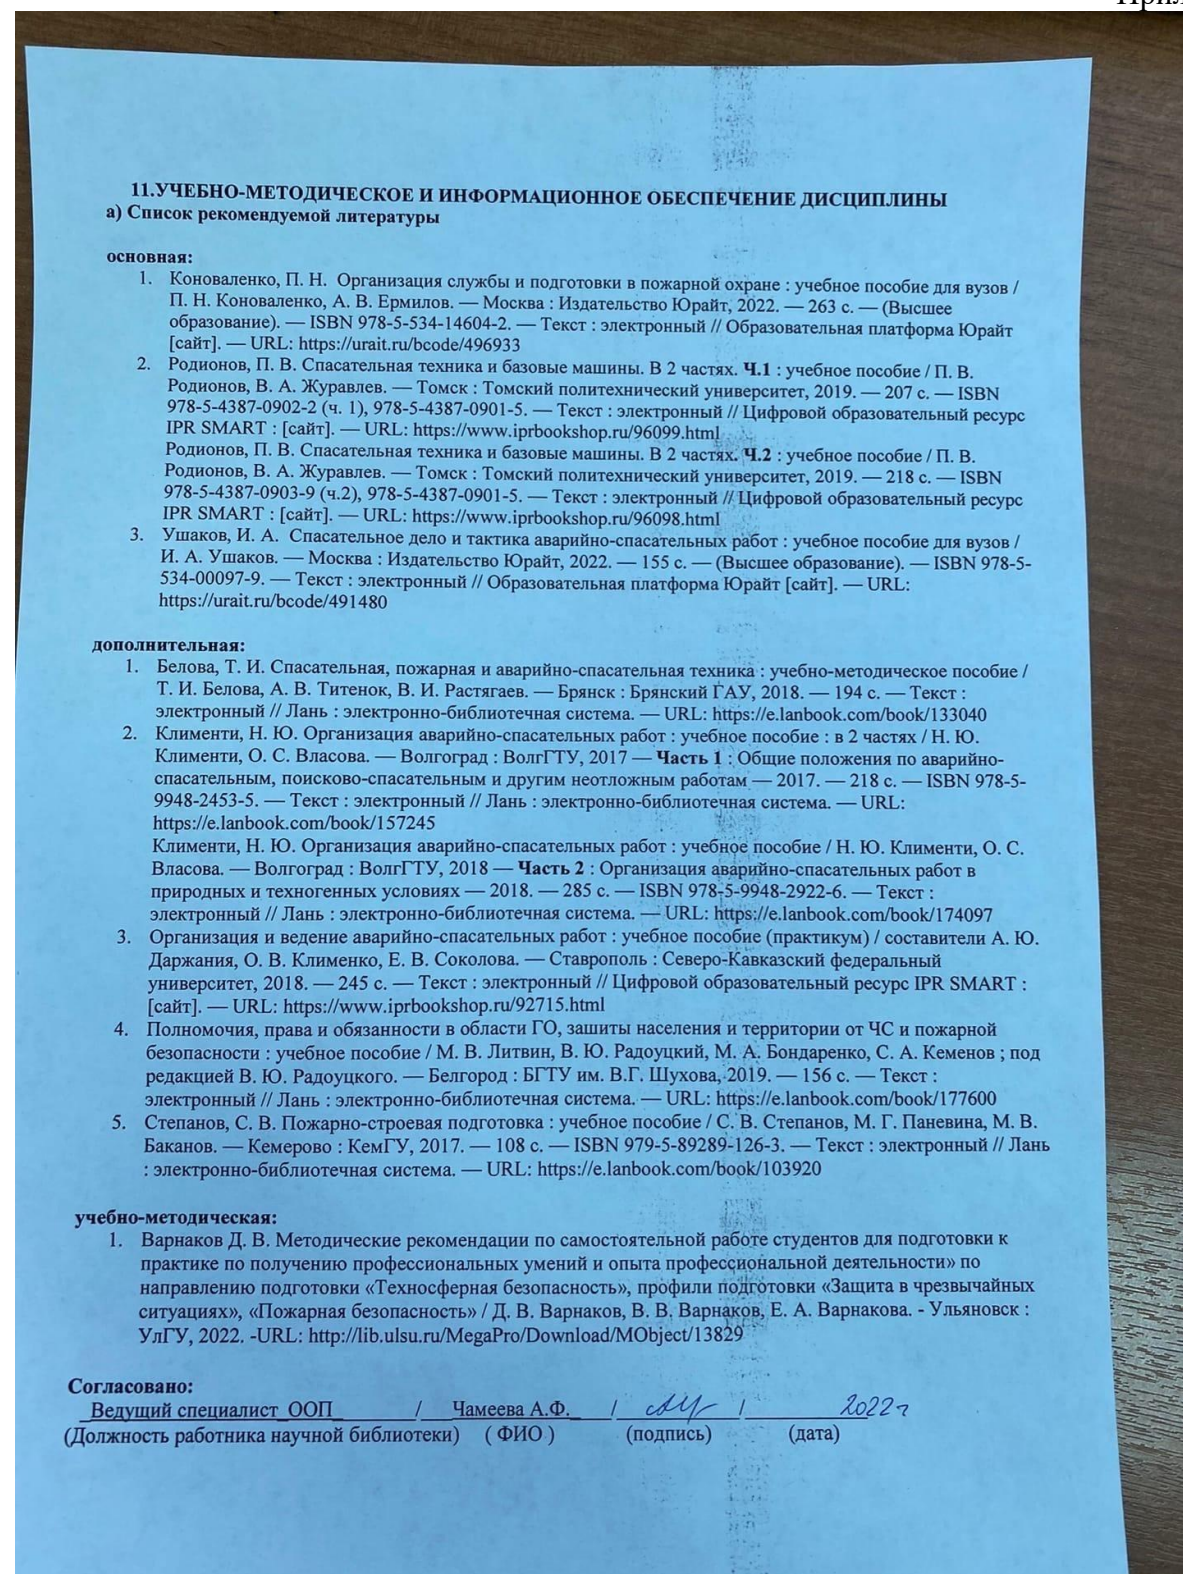 11.УЧЕБНО-МЕТОДИЧЕСКОЕ И ИНФОРМАЦИОННОЕ ОБЕСПЕЧЕНИЕ ДИСЦИПЛИНЫ
а) Список рекомендуемой литературы
основная:
1. Коноваленко, П. Н. Организация службы и подготовки в пожарной охране : учебное пособие для вузов /
П. Н. Коноваленко, А. В. Ермилов. — Москва : Издательство Юрайт, 2022. — 263 с. — (Высшее
образование). — ISBN 978-5-534-14604-2. — Текст : электронный // Образовательная платформа Юрайт
[сайт]. — URL: https://urait.ru/bcode/496933
2. Родионов, П. В. Спасательная техника и базовые машины. В 2 частях. Ч.1 : учебное пособие / П. В.
Родионов, В. А. Журавлев. — Томск : Томский политехнический университет, 2019. — 207 с. — ISBN
978-5-4387-0902-2 (ч. 1), 978-5-4387-0901-5. — Текст : электронный // Цифровой образовательный ресурс
IPR SMART : [сайт]. — URL: https://www.iprbookshop.ru/96099.html
Родионов, П. В. Спасательная техника и базовые машины. В 2 частях. Ч.2 : учебное пособие / П. В.
Родионов, В. А. Журавлев. — Томск : Томский политехнический университет, 2019. — 218 с. — ISBN
978-5-4387-0903-9 (ч.2), 978-5-4387-0901-5. — Текст : электронный // Цифровой образовательный ресурс
IPR SMART : [сайт]. — URL: https://www.iprbookshop.ru/96098.html
3. Ушаков, И. А. Спасательное дело и тактика аварийно-спасательных работ : учебное пособие для вузов /
И. А. Ушаков. — Москва : Издательство Юрайт, 2022. — 155 с. — (Высшее образование). — ISBN 978-5-
534-00097-9. — Текст : электронный // Образовательная платформа Юрайт [сайт]. — URL:
https://urait.ru/bcode/491480
дополнительная:
1. Белова, Т. И. Спасательная, пожарная и аварийно-спасательная техника : учебно-методическое пособие /
Т. И. Белова, А. В. Титенок, В. И. Растягаев. — Брянск : Брянский ГАУ, 2018. — 194 с. — Текст :
электронный // Лань : электронно-библиотечная система. — URL: https://e.lanbook.com/book/133040
2. Клименти, Н. Ю. Организация аварийно-спасательных работ : учебное пособие : в 2 частях / Н. Ю.
Клименти, О. С. Власова. — Волгоград : ВолгГТУ, 2017 — Часть 1 : Общие положения по аварийно-
спасательным, поисково-спасательным и другим неотложным работам — 2017. — 218 с. — ISBN 978-5-
9948-2453-5. — Текст : электронный // Лань : электронно-библиотечная система. — URL:
https://e.lanbook.com/book/157245
Клименти, Н. Ю. Организация аварийно-спасательных работ : учебное пособие / Н. Ю. Клименти, О. С.
Власова. — Волгоград : ВолгГТУ, 2018 — Часть 2 : Организация аварийно-спасательных работ в
природных и техногенных условиях — 2018. — 285 с. — ISBN 978-5-9948-2922-6. — Текст :
электронный // Лань : электронно-библиотечная система. — URL: https://e.lanbook.com/book/174097
3. Организация и ведение аварийно-спасательных работ : учебное пособие (практикум) / составители А. Ю.
Даржания, О. В. Клименко, Е. В. Соколова. — Ставрополь : Северо-Кавказский федеральный
университет, 2018. — 245 с. — Текст : электронный // Цифровой образовательный ресурс IPR SMART :
[сайт]. — URL: https://www.iprbookshop.ru/92715.html
4. Полномочия, права и обязанности в области ГО, зашиты населения и территории от ЧС и пожарной
безопасности : учебное пособие / М. В. Литвин, В. Ю. Радоуцкий, М. А. Бондаренко, С. А. Кеменов ; под
редакцией В. Ю. Радоуцкого. — Белгород : БГТУ им. В.Г. Шухова, 2019. — 156 с. — Текст :
электронный // Лань : электронно-библиотечная система. — URL: https://e.lanbook.com/book/177600
5. Степанов, С. В. Пожарно-строевая подготовка : учебное пособие / С. В. Степанов, М. Г. Паневина, М. В.
Баканов. — Кемерово : КемГУ, 2017. — 108 с. — ISBN 979-5-89289-126-3. — Текст : электронный // Лань
: электронно-библиотечная система. — URL: https://e.lanbook.com/book/103920
учебно-методическая:
1. Варнаков Д. В. Методические рекомендации по самостоятельной работе студентов для подготовки к
практике по получению профессиональных умений и опыта профессиональной деятельности» по
направлению подготовки «Техносферная безопасность», профили подготовки «Защита в чрезвычайных
ситуациях», «Пожарная безопасность» / Д. В. Варнаков, В. В. Варнаков, Е. А. Варнакова. - Ульяновск :
УлГУ, 2022. -URL: http://lib.ulsu.ru/MegaPro/Download/MObject/13829
Согласовано:
Ведущий специалист ООП / Чамеева А.Ф. / / 2022г
(Должность работника научной библиотеки) ( ФИО ) (подпись) (дата)